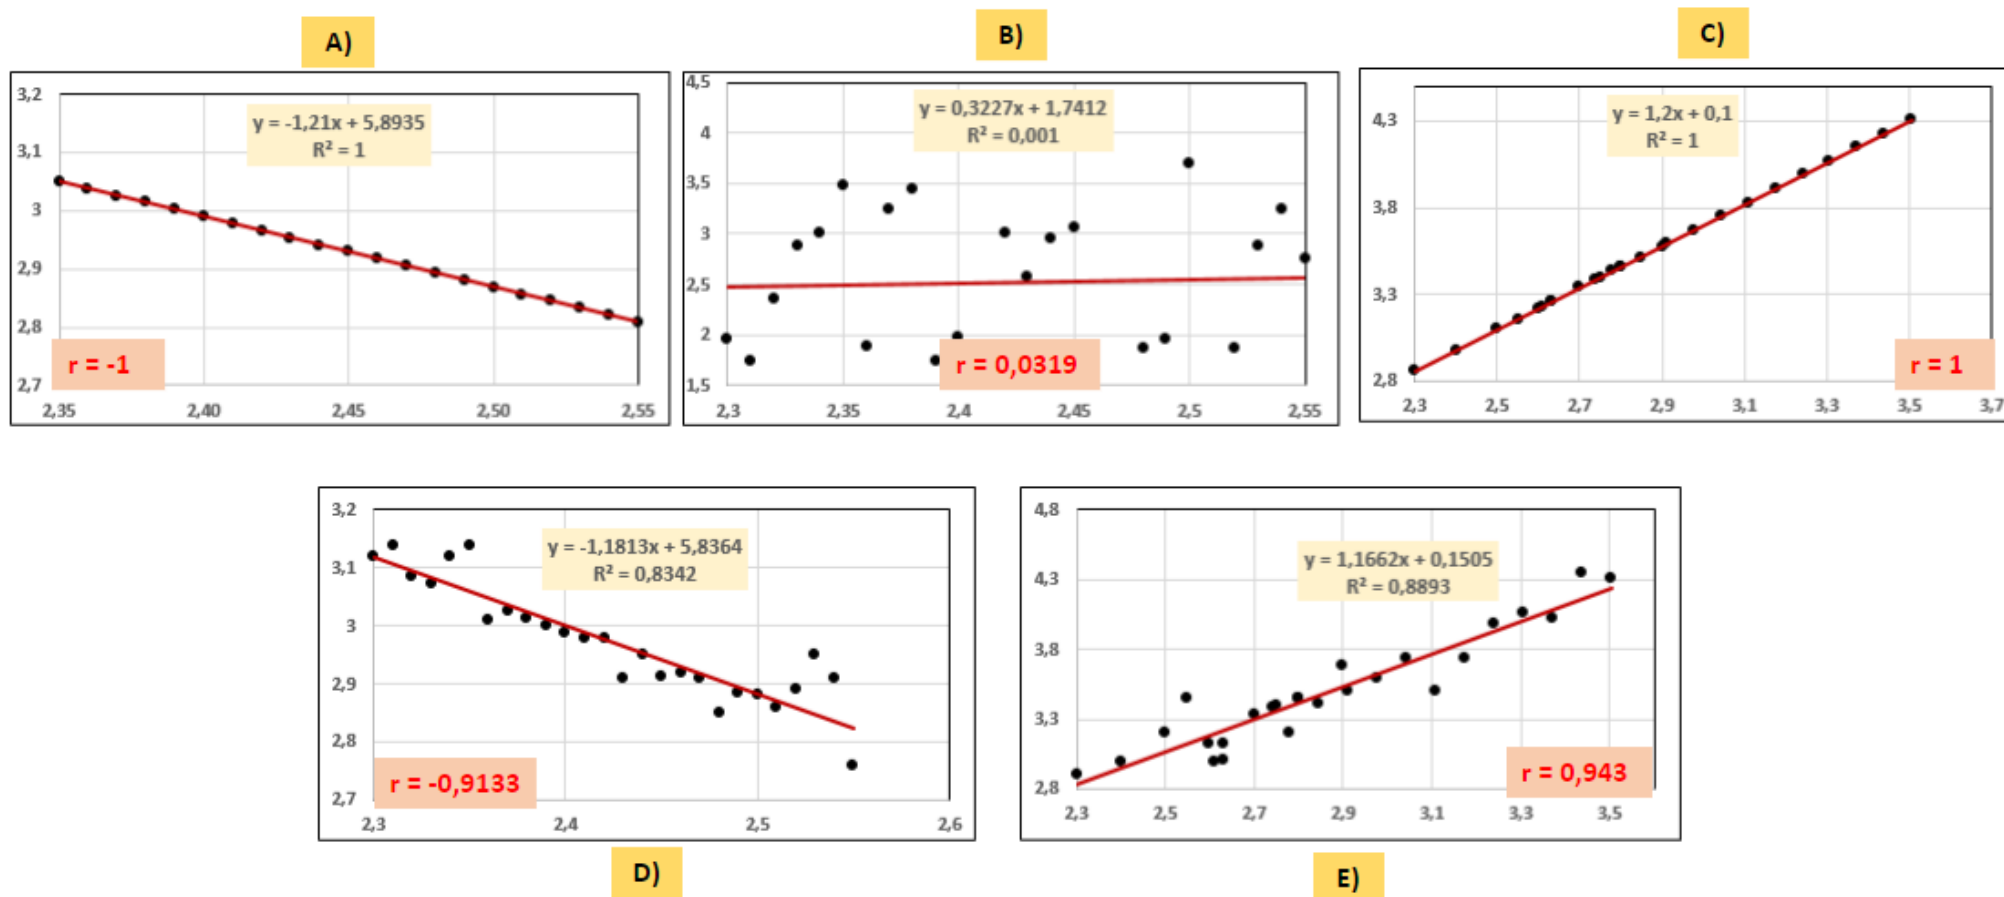 A)
B)
C)
3,2
3,1
3
2,9
2,8
2,7
y = -1,21x + 5,8935
R² = 1
r = -1
2,35 2,40 2,45 2,50 2,55
4,5
4
3,5
3
2,5
2
1,5
y = 0,3227x + 1,7412
R² = 0,001
r = 0,0319
2,3 2,35 2,4 2,45 2,5 2,55
4,3
3,8
3,3
2,8
y = 1,2x + 0,1
R² = 1
r = 1
2,3 2,5 2,7 2,9 3,1 3,3 3,5 3,7
3,2
3,1
3
2,9
2,8
2,7
y = -1,1813x + 5,8364
R² = 0,8342
r = -0,9133
2,3 2,4 2,5 2,6
4,8
4,3
3,8
3,3
2,8
y = 1,1662x + 0,1505
R² = 0,8893
r = 0,943
2,3 2,5 2,7 2,9 3,1 3,3 3,5
D)
E)